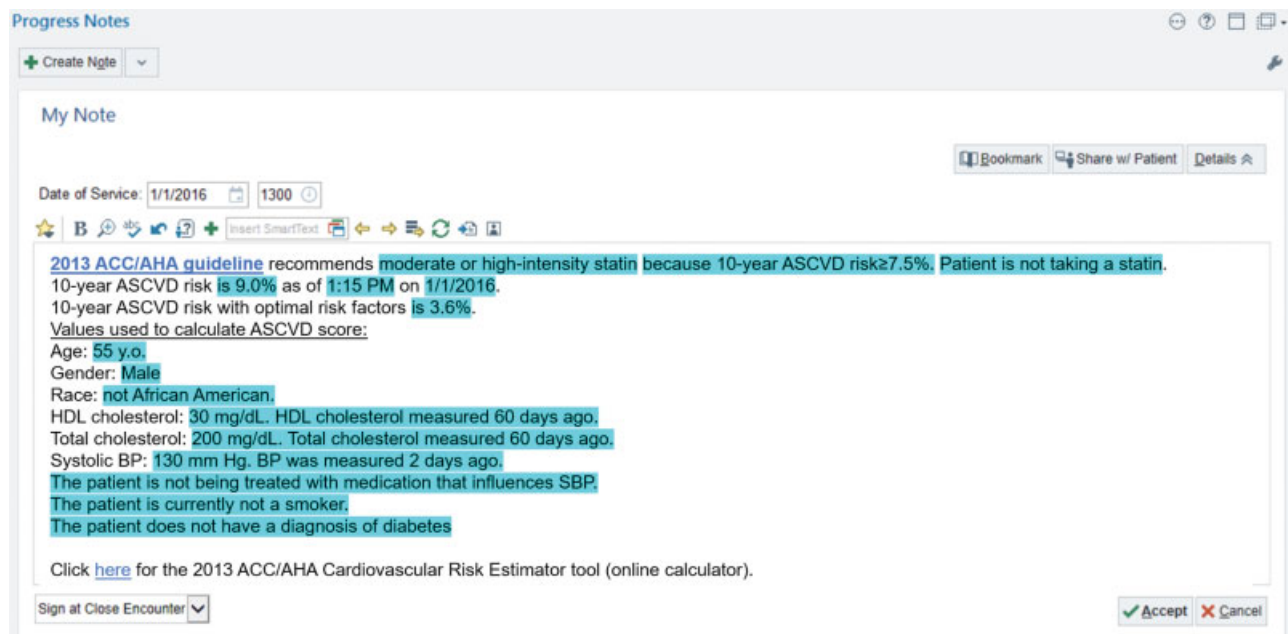 Progress Notes
Create Note
My Note
Bookmark Share w/ Patient Details
Date of Service: 1/1/2016 1300
B abc Insert SmartText
2013 ACC/AHA guideline recommends moderate or high-intensity statin because 10-year ASCVD risk≥7.5%. Patient is not taking a statin.
10-year ASCVD risk is 9.0% as of 1:15 PM on 1/1/2016.
10-year ASCVD risk with optimal risk factors is 3.6%.
Values used to calculate ASCVD score:
Age: 55 y.o.
Gender: Male
Race: not African American.
HDL cholesterol: 30 mg/dL. HDL cholesterol measured 60 days ago.
Total cholesterol: 200 mg/dL. Total cholesterol measured 60 days ago.
Systolic BP: 130 mm Hg. BP was measured 2 days ago.
The patient is not being treated with medication that influences SBP.
The patient is currently not a smoker.
The patient does not have a diagnosis of diabetes
Click here for the 2013 ACC/AHA Cardiovascular Risk Estimator tool (online calculator).
Sign at Close Encounter Accept Cancel